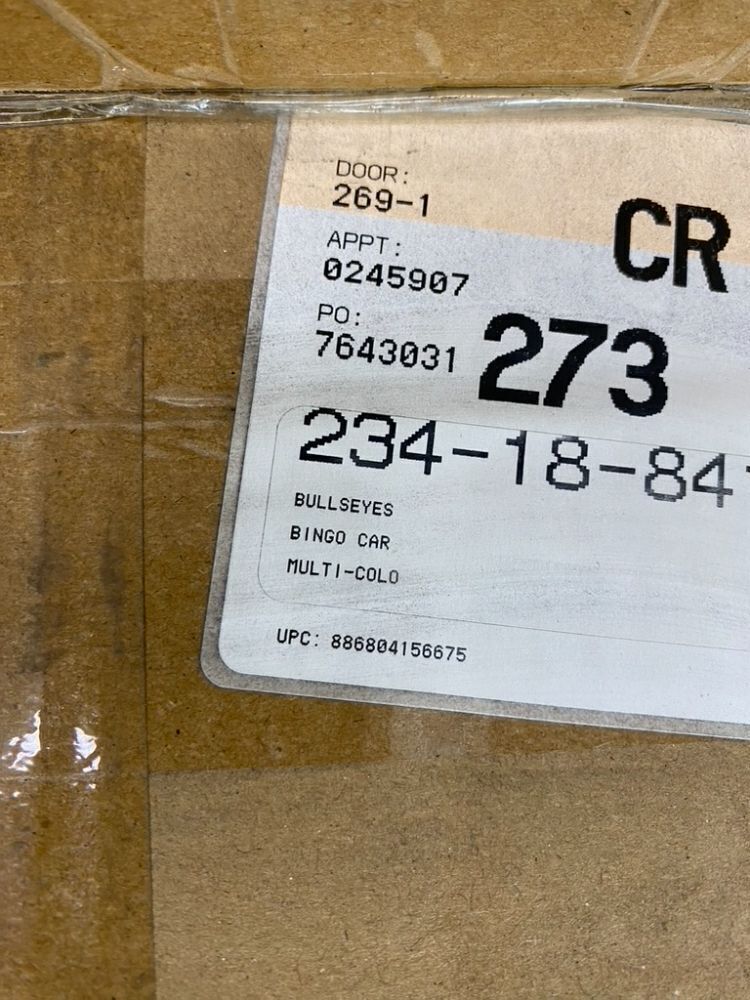 DOOR:
269-1
CR
APPT:
0245907
PO:
7643031
273
234-18-84
BULLSEYES
BINGO CAR
MULTI-COLO
UPC: 886804156675